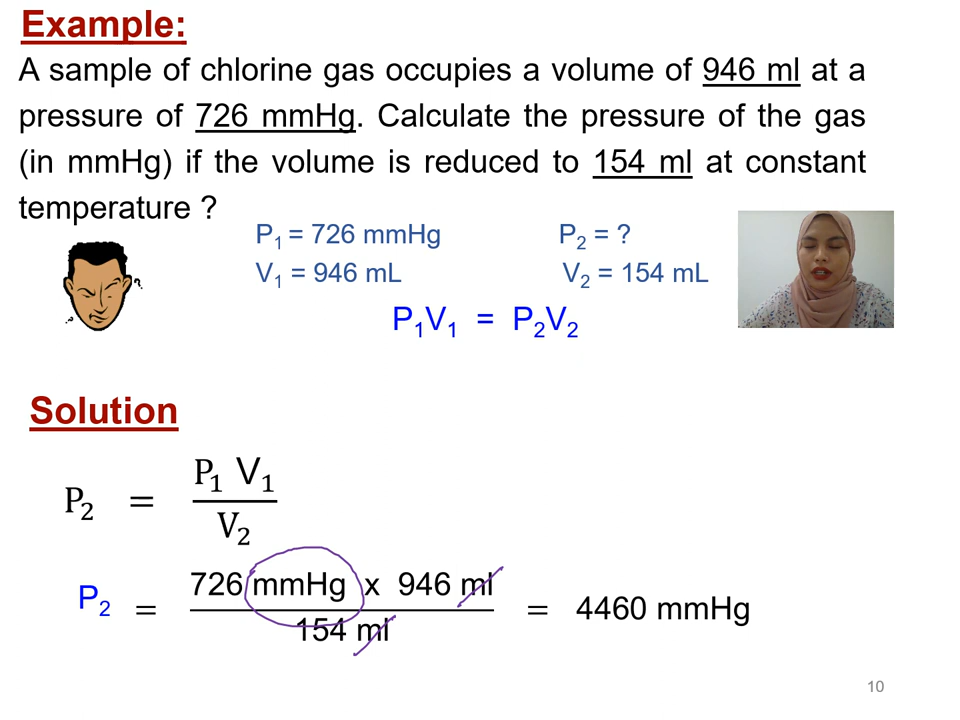 Example:
A sample of chlorine gas occupies a volume of 946 ml at a
pressure of 726 mmHg. Calculate the pressure of the gas
(in mmHg) if the volume is reduced to 154 ml at constant
temperature ?
P₁ = 726 mmHg P₂ = ?
V₁ = 946 mL V₂ = 154 mL
P₁V₁ = P₂V₂
Solution
P₂ = P₁ V₁
V₂
P₂ = 726 mmHg x 946 ml = 4460 mmHg
154 ml
10